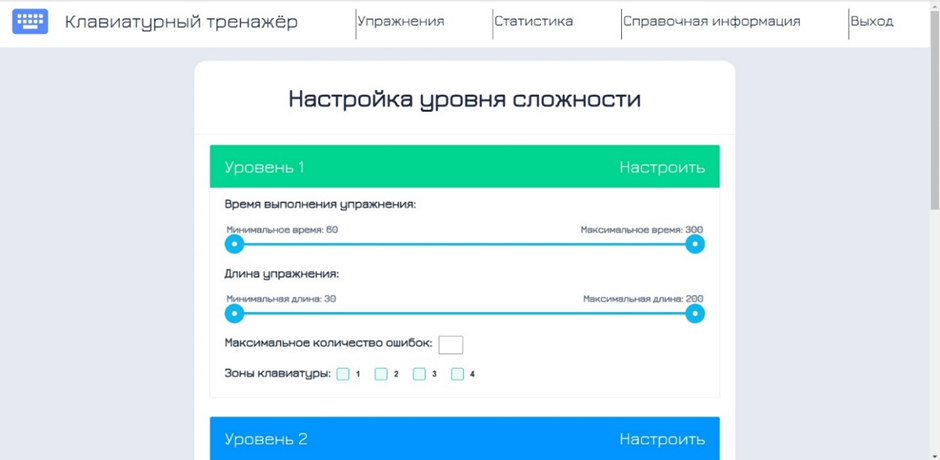 Клавиатурный тренажёр Упражнения Статистика Справочная информация Выход
Настройка уровня сложности
Уровень 1 Настроить
Время выполнения упражнения:
Минимальное время: 60 Максимальное время: 300
Длина упражнения:
Минимальная длина: 30 Максимальная длина: 200
Максимальное количество ошибок:
Зоны клавиатуры: 1 2 3 4
Уровень 2 Настроить